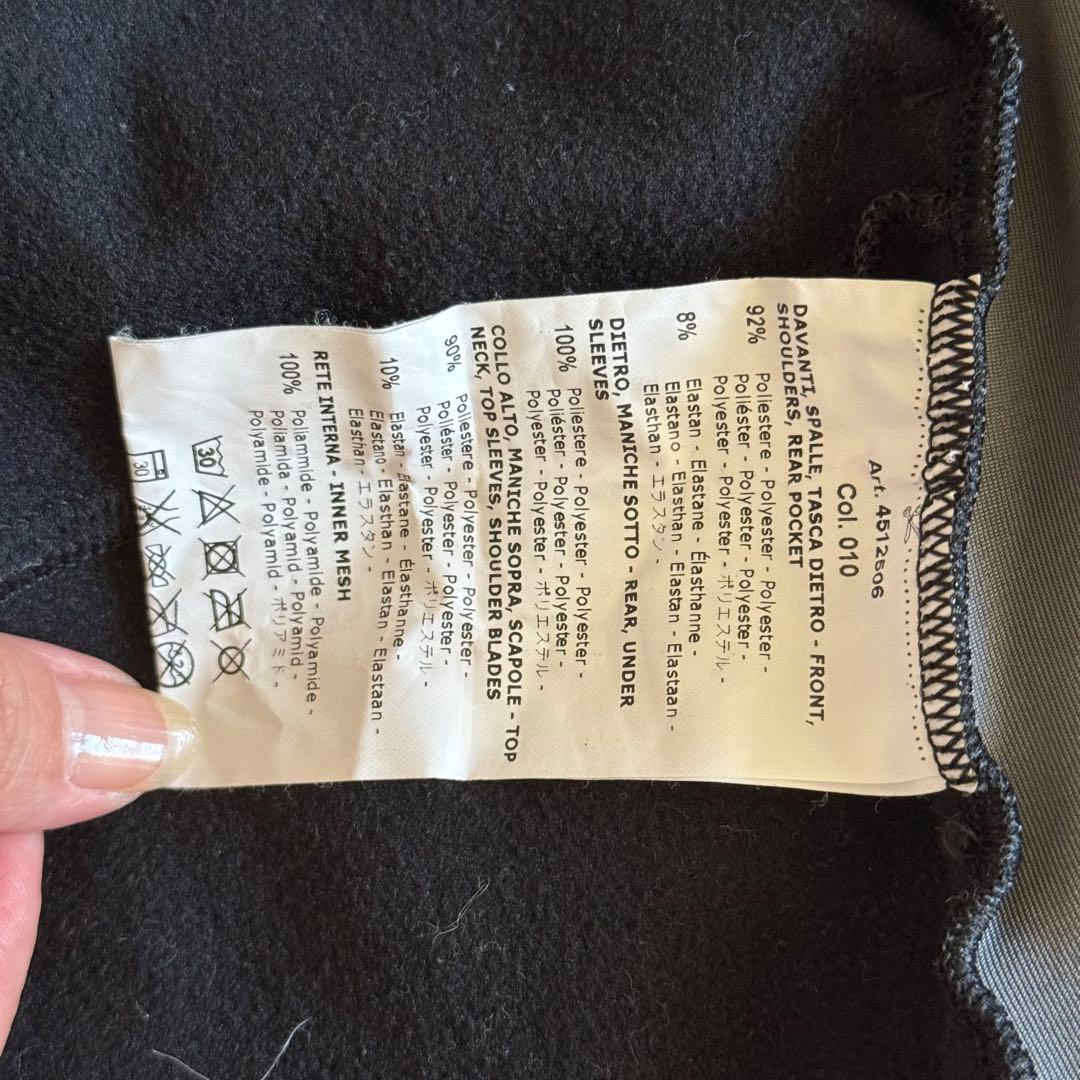 Art. 4512506
Col. 010
DAVANTI, SPALLE, TASCA DIETRO - FRONT,
SHOULDERS, REAR POCKET
92% Poliestere - Polyester - Polyester -
Poliéster - Polyester - Polyester -
Polyester - Polyester - ポリエステル -
8% Elastan - Elastane - Élasthanne -
Elastano - Elasthan - Elastan - Elastaan -
Elasthan - エラスタン -
DIETRO, MANICHE SOTTO - REAR, UNDER
SLEEVES
100% Poliestere - Polyester - Polyester -
Poliéster - Polyester - Polyester -
Polyester - Polyester - ポリエステル -
COLLO ALTO, MANICHE SOPRA, SCAPOLE - TOP
NECK, TOP SLEEVES, SHOULDER BLADES
90% Poliestere - Polyester - Polyester -
Poliéster - Polyester - Polyester -
Polyester - Polyester - ポリエステル -
10% Elastan - Elastane - Élasthanne -
Elastano - Elasthan - Elastan - Elastaan -
Elasthan - エラスタン -
RETE INTERNA - INNER MESH
100% Poliammide - Polyamide - Polyamide -
Poliamida - Polyamid - Polyamid -
Polyamide - Polyamid - ポリアミド -
30
30